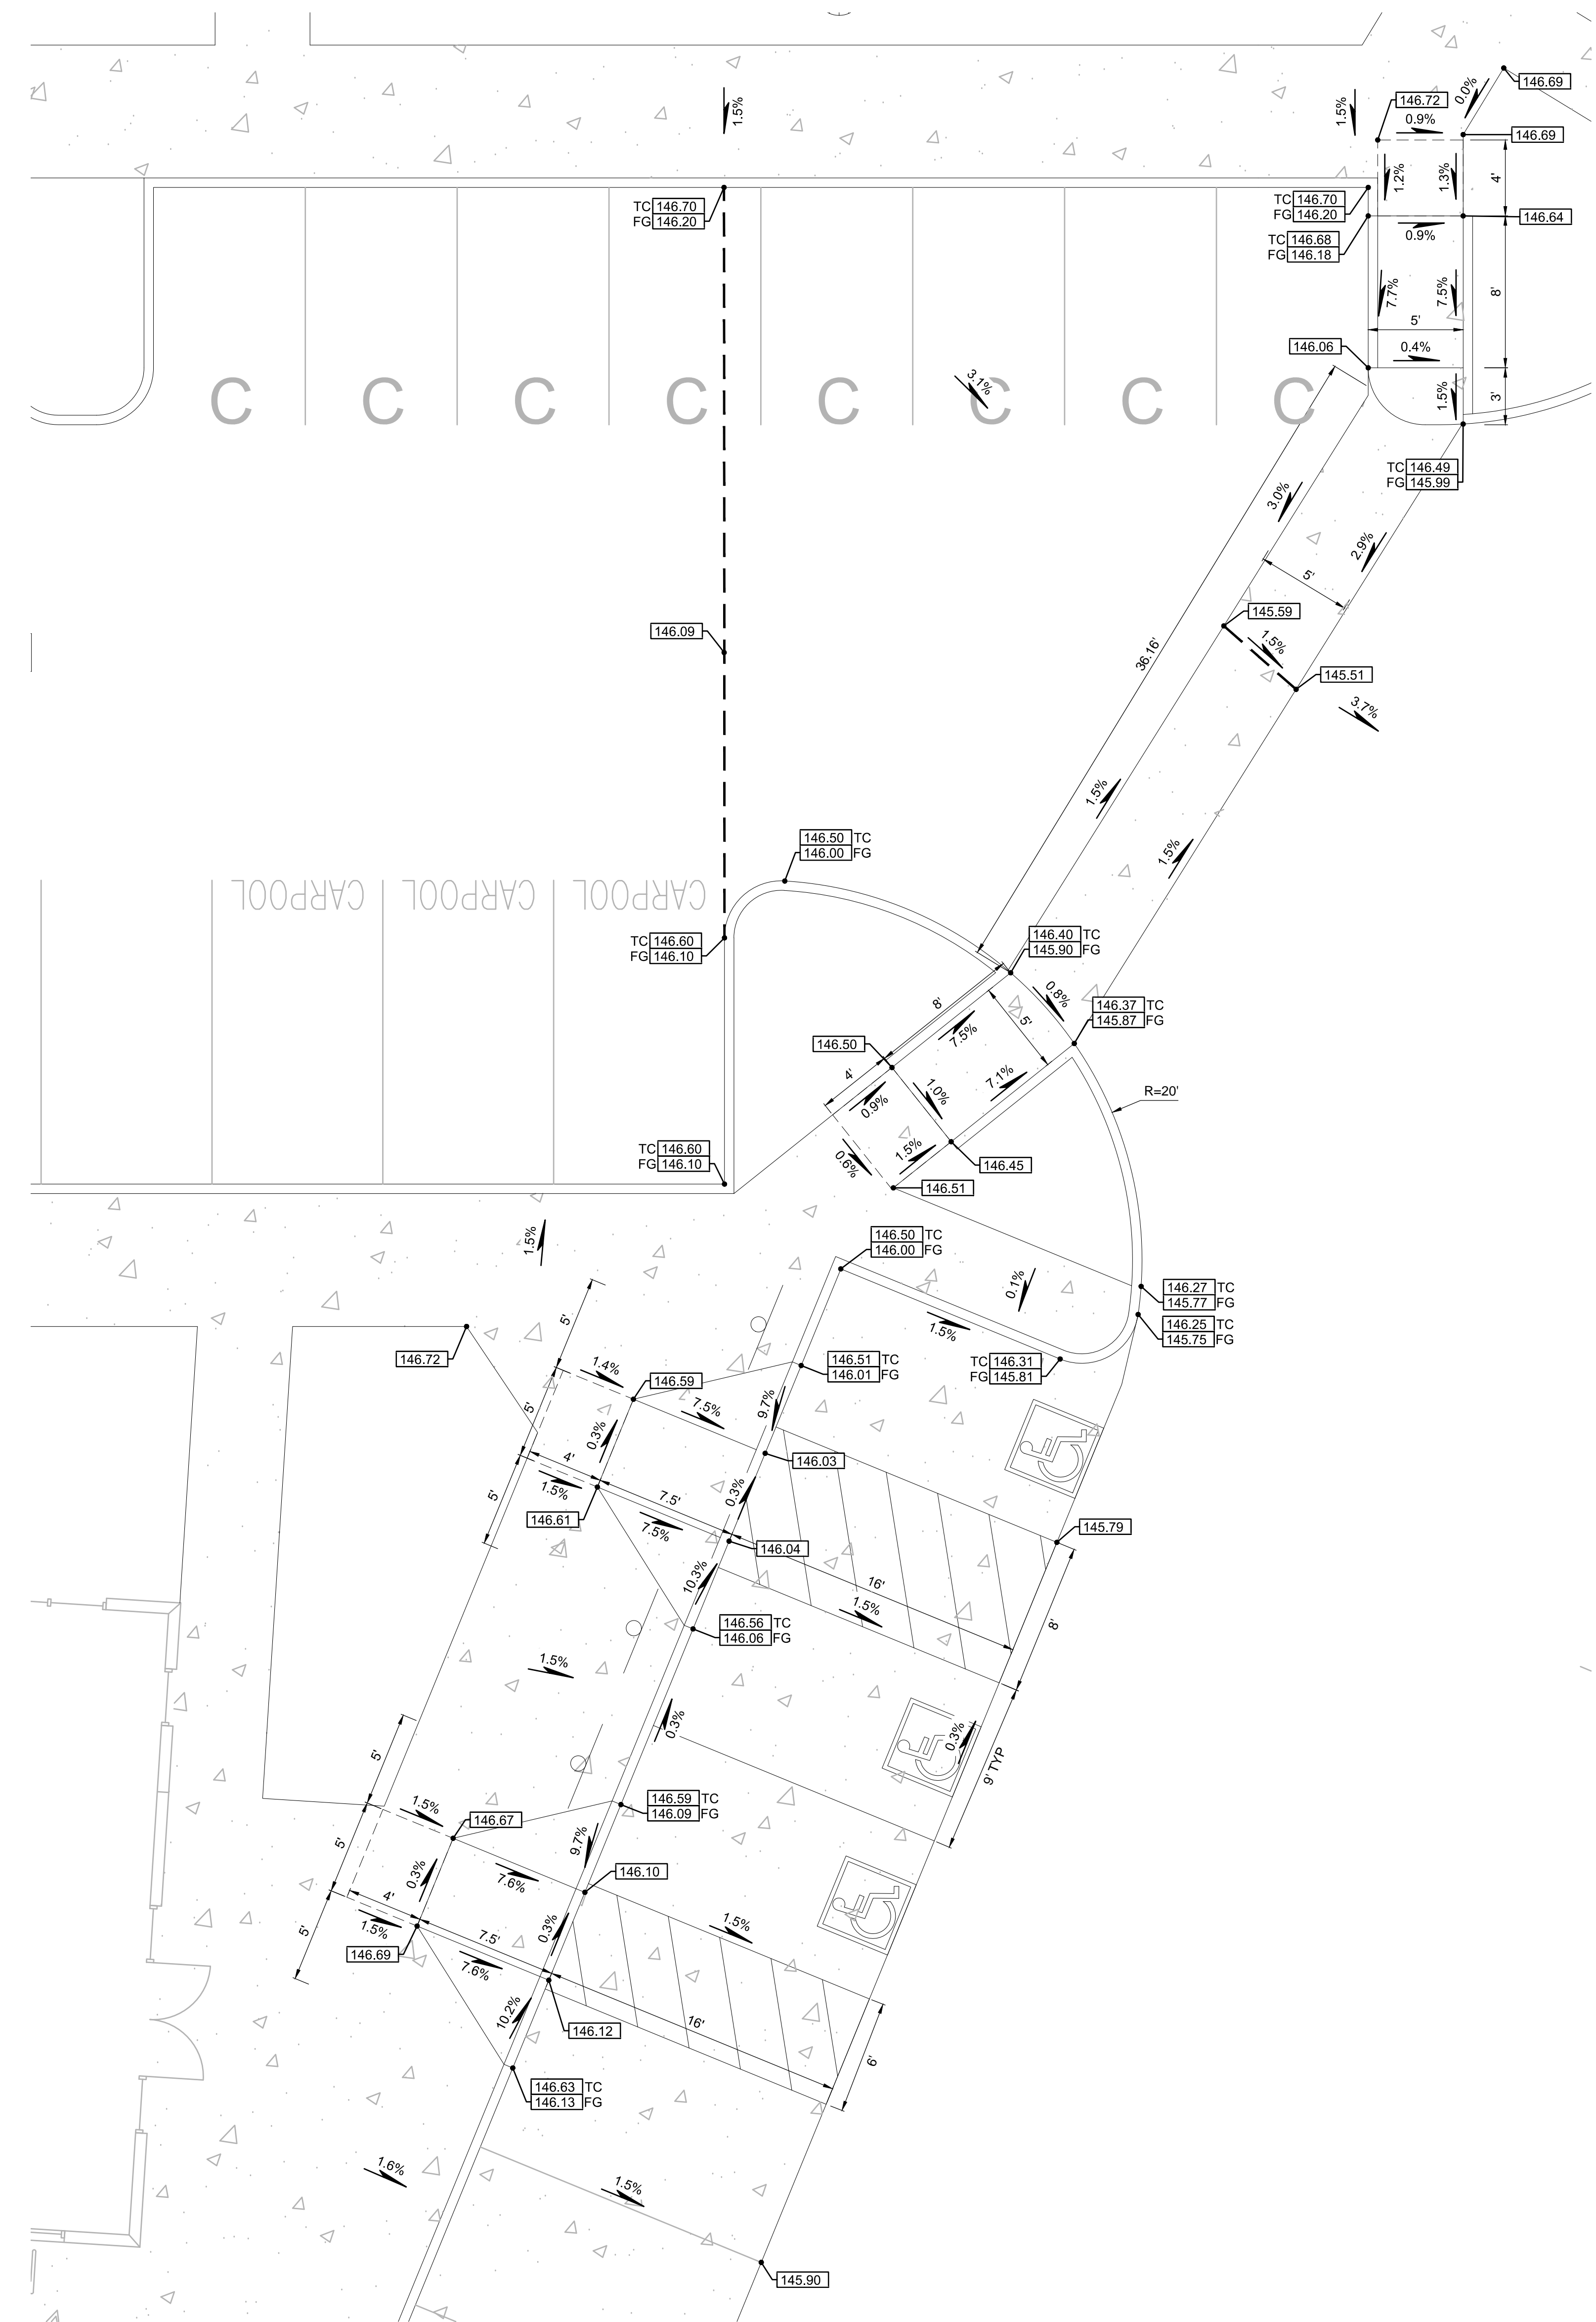 146.69
0.0%
146.72
0.9%
1.5%
1.5%
146.69
1.2%
1.3%
4'
TC 146.70
FG 146.20
TC 146.70
FG 146.20
146.64
0.9%
TC 146.68
FG 146.18
7.7%
7.5%
8'
5'
146.06
0.4%
3.1%
1.5%
3'
C C C C C C C C
TC 146.49
FG 145.99
3.0%
2.9%
5'
145.59
146.09
1.5%
36.16'
145.51
3.7%
1.5%
1.5%
146.50 TC
146.00 FG
CARPOOL CARPOOL CARPOOL
TC 146.60
FG 146.10
146.40 TC
145.90 FG
0.8%
8'
146.37 TC
145.87 FG
5'
7.5%
146.50
4'
7.1%
1.0%
R=20'
0.9%
TC 146.60
FG 146.10
1.5%
0.6%
146.45
146.51
1.5%
146.50 TC
146.00 FG
0.1%
146.27 TC
145.77 FG
5'
1.5%
146.25 TC
145.75 FG
146.72
1.4%
146.51 TC
146.01 FG
TC 146.31
FG 145.81
146.59
5'
7.5%
9.7%
0.3%
4'
146.03
1.5%
5'
7.5'
0.3%
146.61
7.5%
145.79
146.04
10.3%
16'
1.5%
8'
146.56 TC
146.06 FG
1.5%
0.3%
0.3%
5'
9' TYP
1.5%
146.59 TC
146.09 FG
146.67
9.7%
5'
0.3%
7.6%
146.10
4'
1.5%
1.5%
7.5'
0.3%
5'
146.69
7.6%
10.2%
16'
146.12
6'
146.63 TC
146.13 FG
1.6%
1.5%
145.90